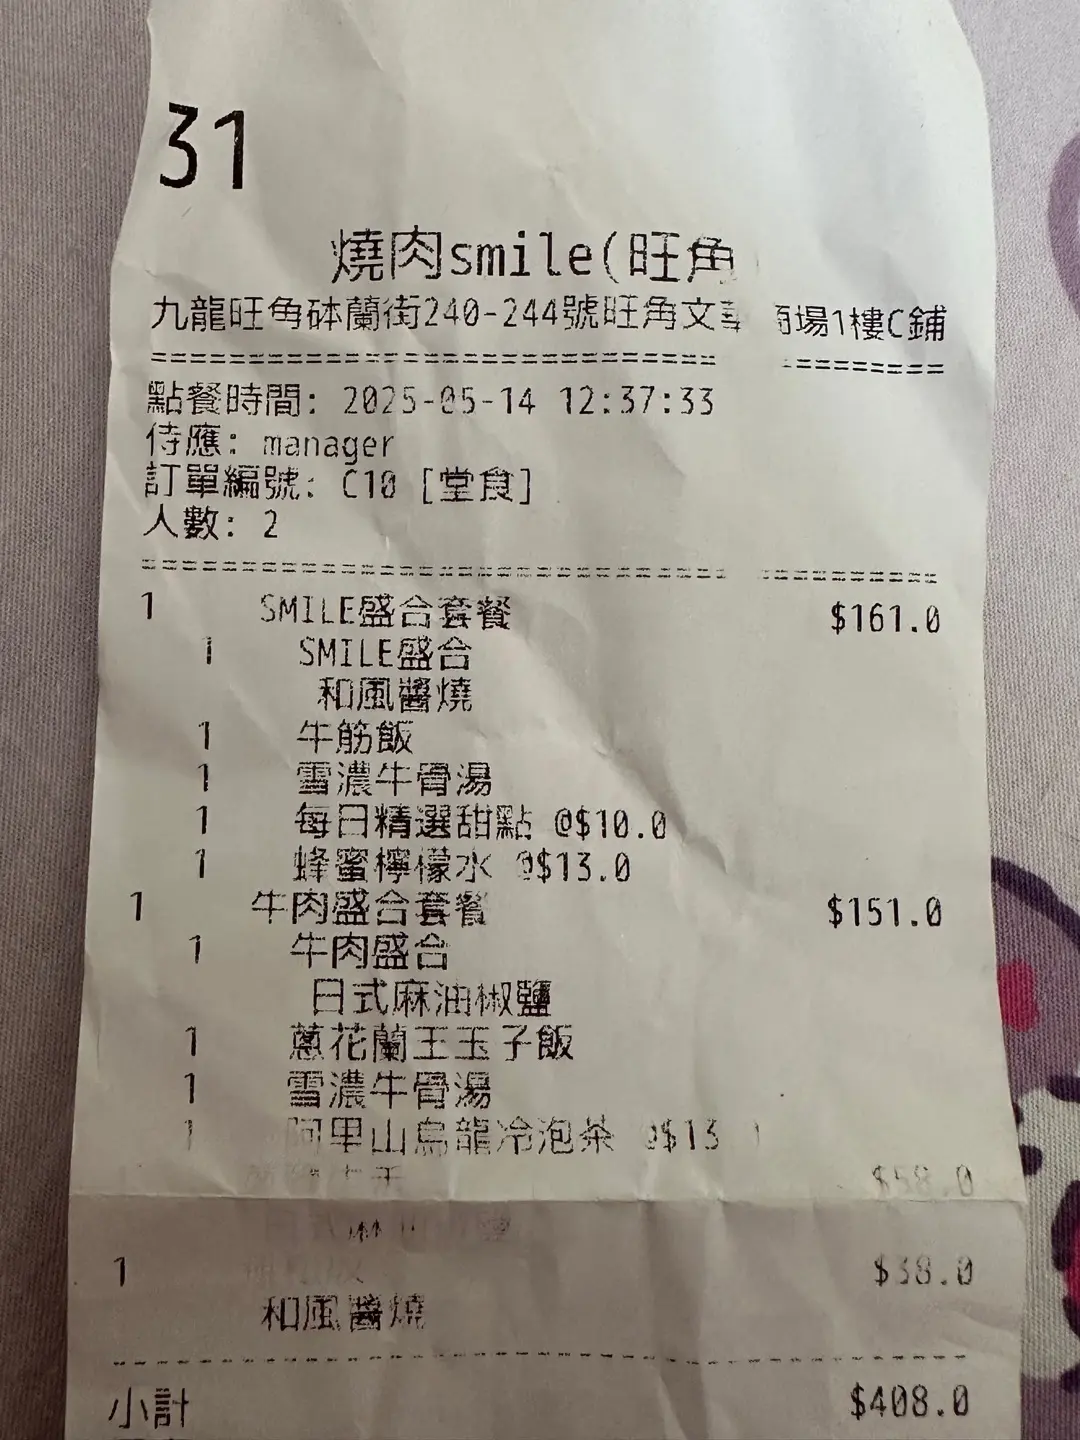 31
燒肉smile(旺角
九龍旺角砵蘭街240-244號旺角文 商場1樓C鋪
================================ =========
點餐時間: 2025-05-14 12:37:33
侍應: manager
訂單編號: C10 [堂食]
人數: 2
================================ =========
1 SMILE盛合套餐 $161.0
1 SMILE盛合
和風醬燒
1 牛筋飯
1 雪濃牛骨湯
1 每日精選甜點 @$10.0
1 蜂蜜檸檬水 @$13.0
1 牛肉盛合套餐 $151.0
1 牛肉盛合
日式麻油椒鹽
1 蔥花蘭王玉子飯
1 雪濃牛骨湯
1 阿里山烏龍冷泡茶 @$13
$58.0
1 $38.0
和風醬燒
--------------------------------
小計 $408.0